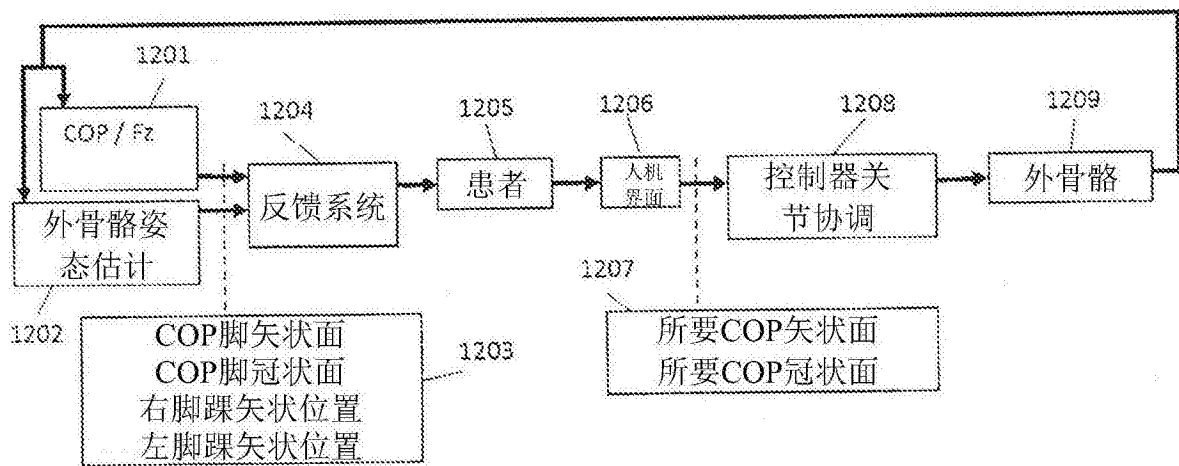 1201
COP / Fz
1204
反馈系统
1205
患者
1206
人机
界面
1208
控制器关
节协调
1209
外骨骼
外骨骼姿
态估计
1202
COP脚矢状面
COP脚冠状面
右脚踝矢状位置
左脚踝矢状位置
1203
1207
所要COP矢状面
所要COP冠状面